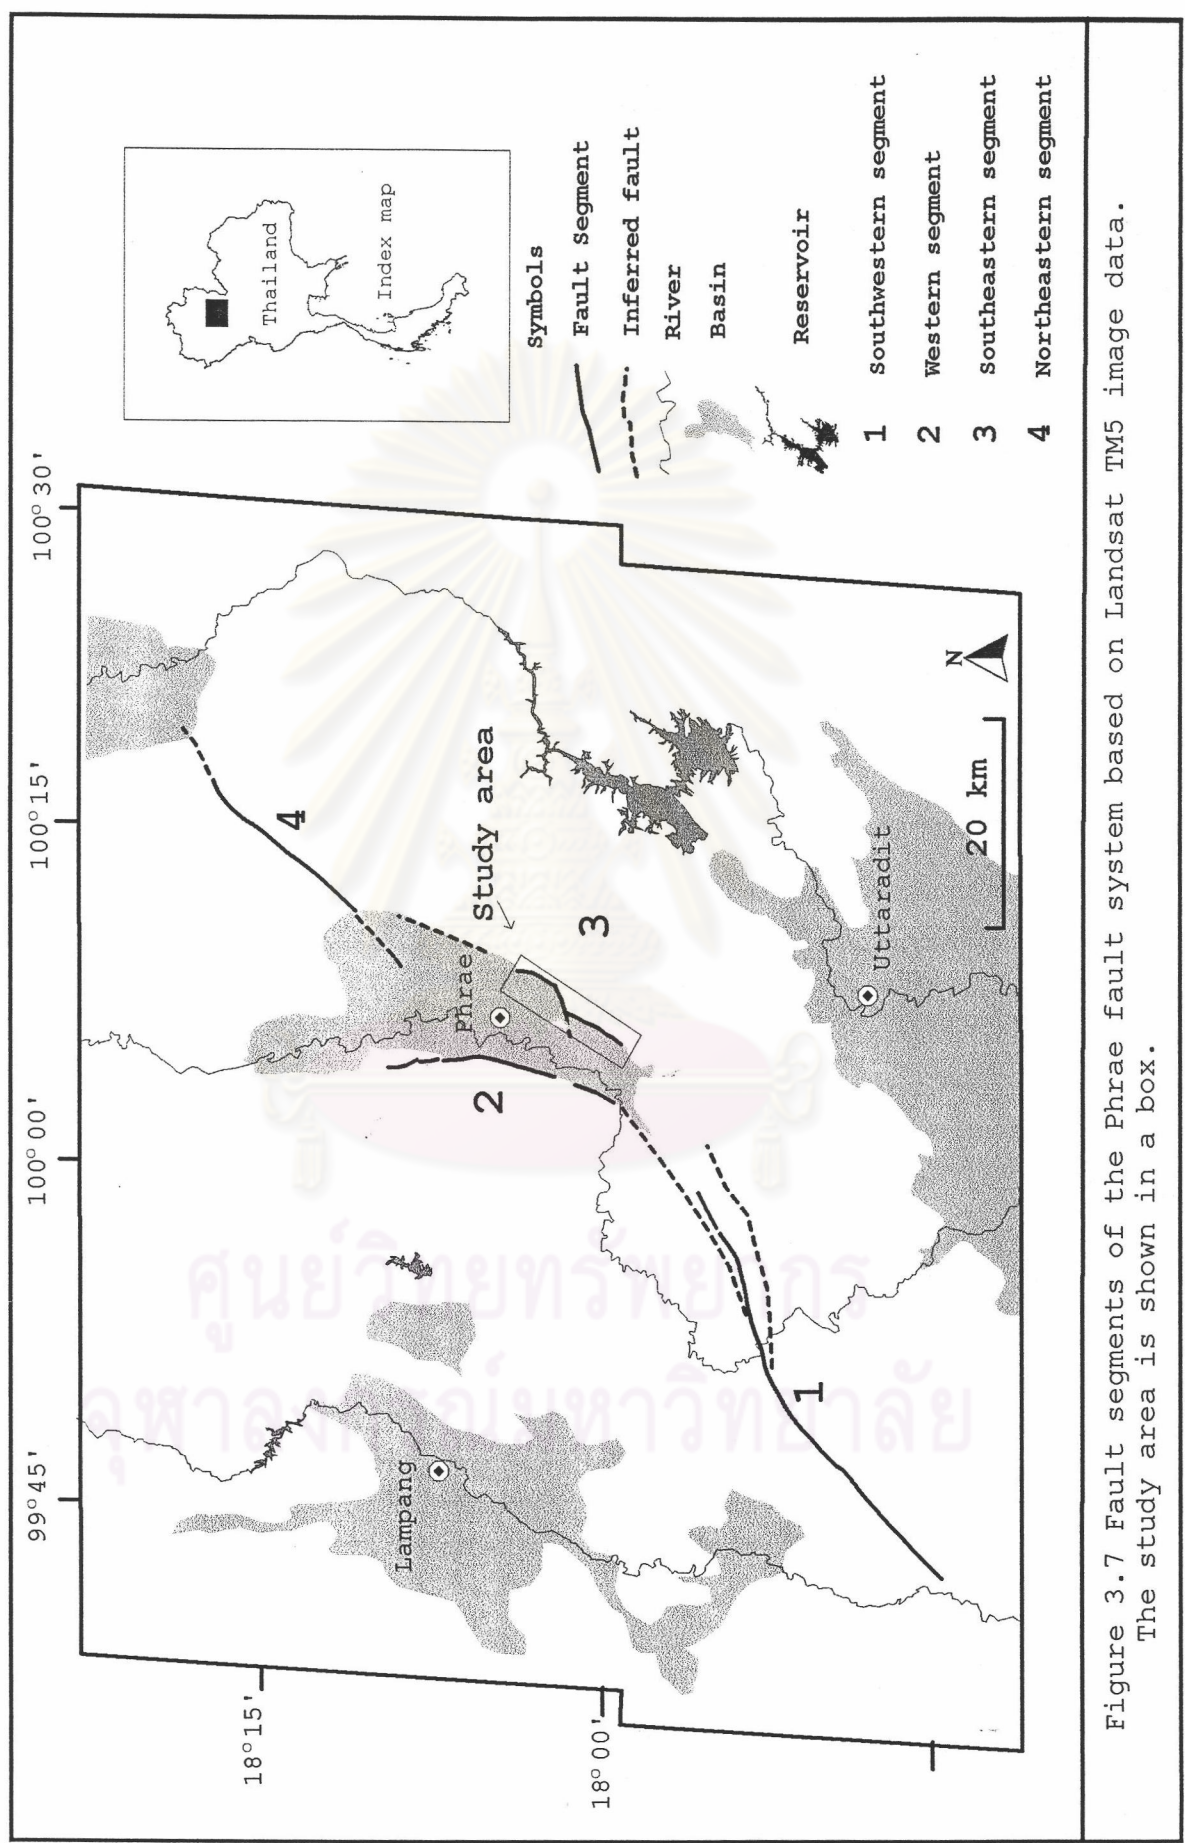 99°45'
100°00'
100°15'
100°30'
18°15'
18°00'
Lampang
Phrae
Study area
Uttaradit
1
2
3
4
20 km
N
Thailand
Index map
Symbols
Fault Segment
Inferred fault
River
Basin
Reservoir
1 Southwestern segment
2 Western segment
3 Southeastern segment
4 Northeastern segment
ศูนย์วิทยทรัพยากร
จุฬาลงกรณ์มหาวิทยาลัย
Figure 3.7 Fault segments of the Phrae fault system based on Landsat TM5 image data.
The study area is shown in a box.